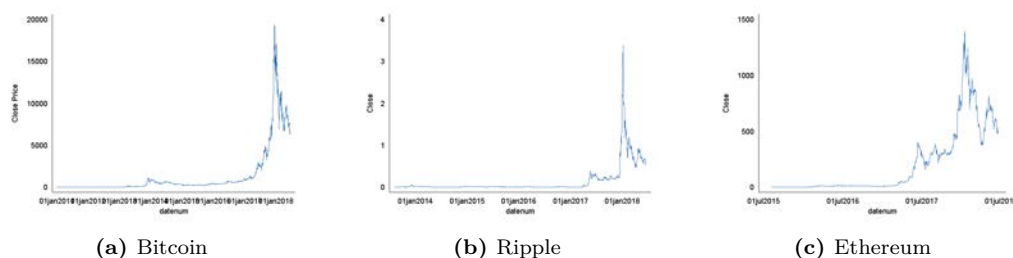 20000
15000
10000
5000
0
Close Price
datenum
(a) Bitcoin
4
3
2
1
0
Close
01jan2014 01jan2015 01jan2016 01jan2017 01jan2018
datenum
(b) Ripple
1500
1000
500
0
Close
01jul2015 01jul2016 01jul2017
datenum
(c) Ethereum